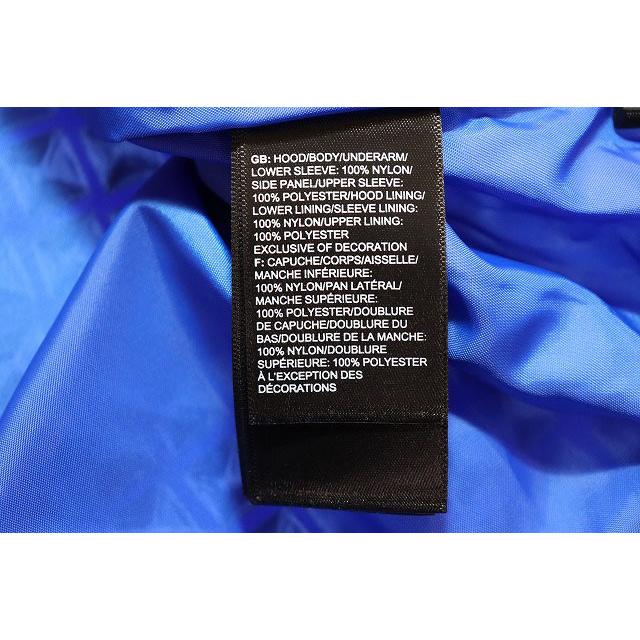 GB: HOOD/BODY/UNDERARM/
LOWER SLEEVE: 100% NYLON/
SIDE PANEL/UPPER SLEEVE:
100% POLYESTER/HOOD LINING/
LOWER LINING/SLEEVE LINING:
100% NYLON/UPPER LINING:
100% POLYESTER
EXCLUSIVE OF DECORATION
F: CAPUCHE/CORPS/AISSELLE/
MANCHE INFÉRIEURE:
100% NYLON/PAN LATÉRAL/
MANCHE SUPÉRIEURE:
100% POLYESTER/DOUBLURE
DE CAPUCHE/DOUBLURE DU
BAS/DOUBLURE DE LA MANCHE:
100% NYLON/DOUBLURE
SUPÉRIEURE: 100% POLYESTER
À L'EXCEPTION DES
DÉCORATIONS